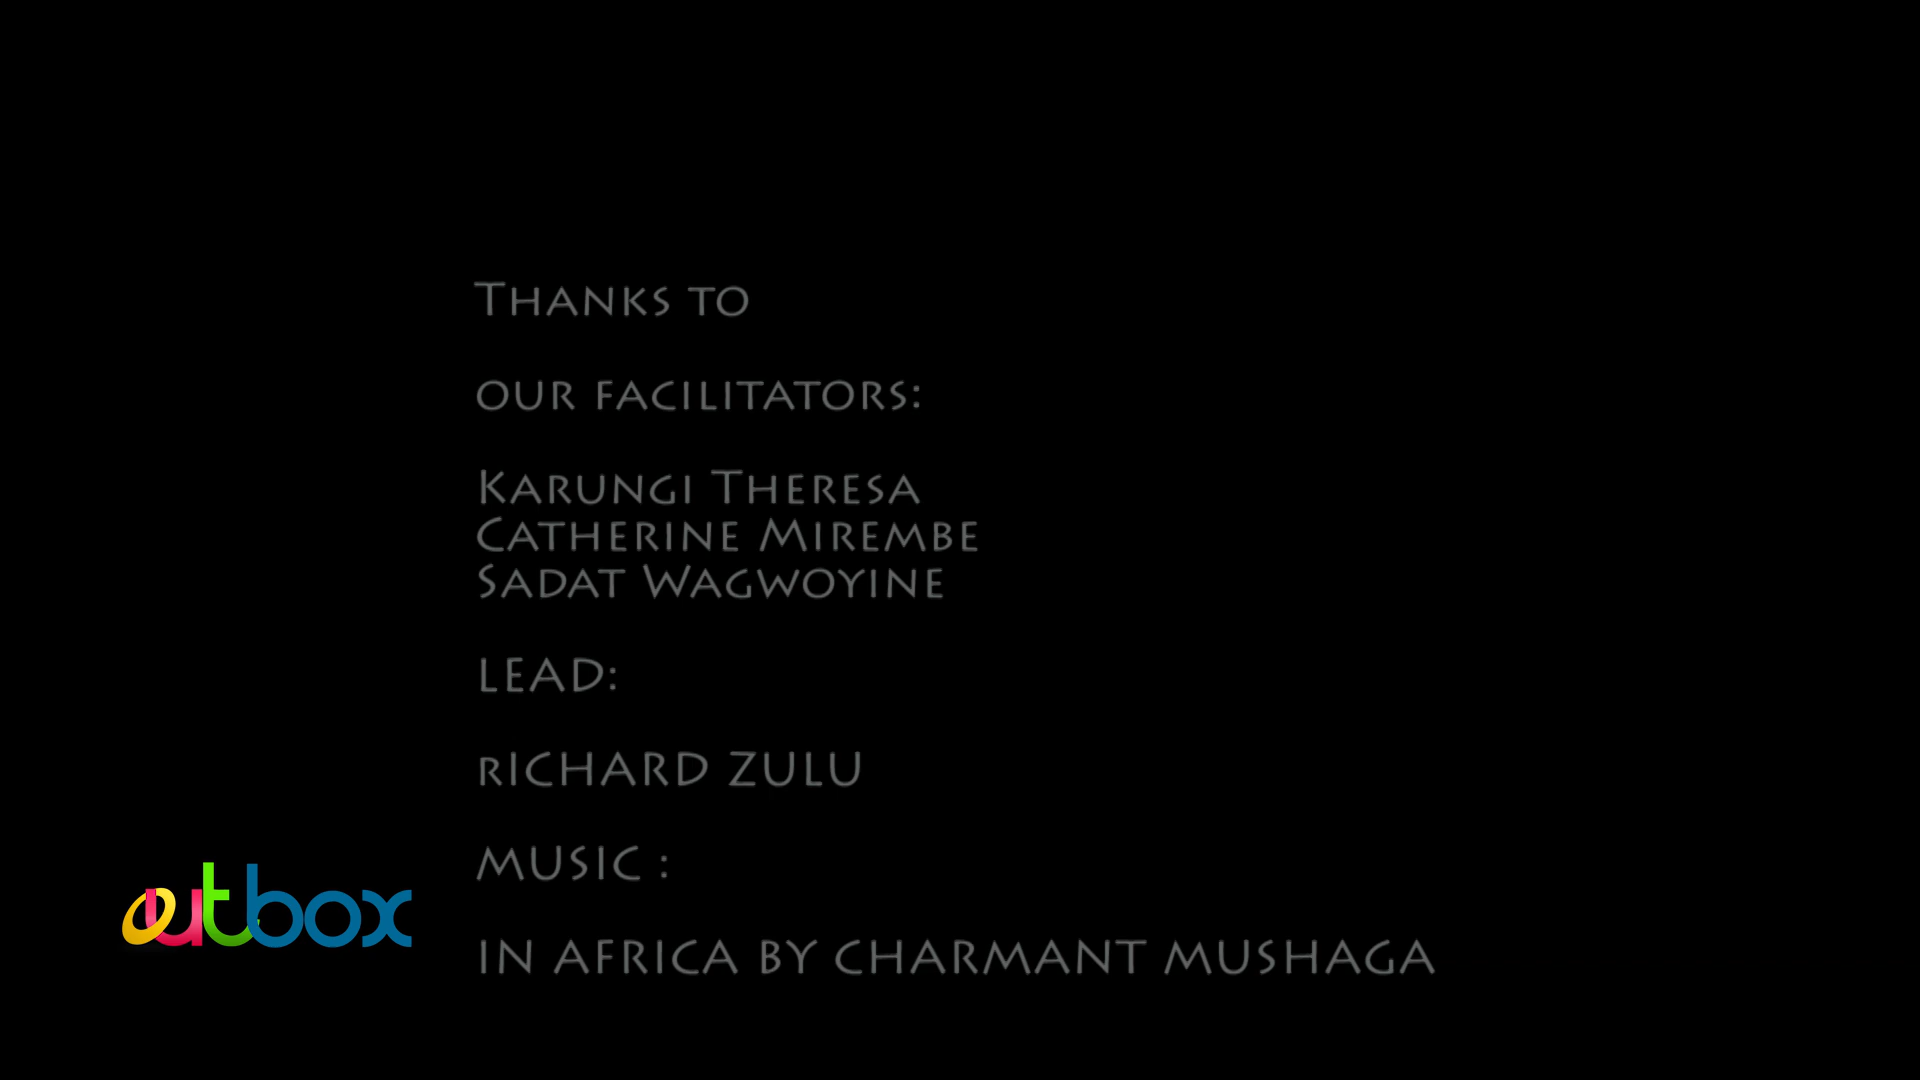 Thanks to
our facilitators:
Karungi Theresa
Catherine Mirembe
Sadat Wagwoyine
LEAD:
rICHARD ZULU
MUSIC :
IN AFRICA BY CHARMANT MUSHAGA
outbox